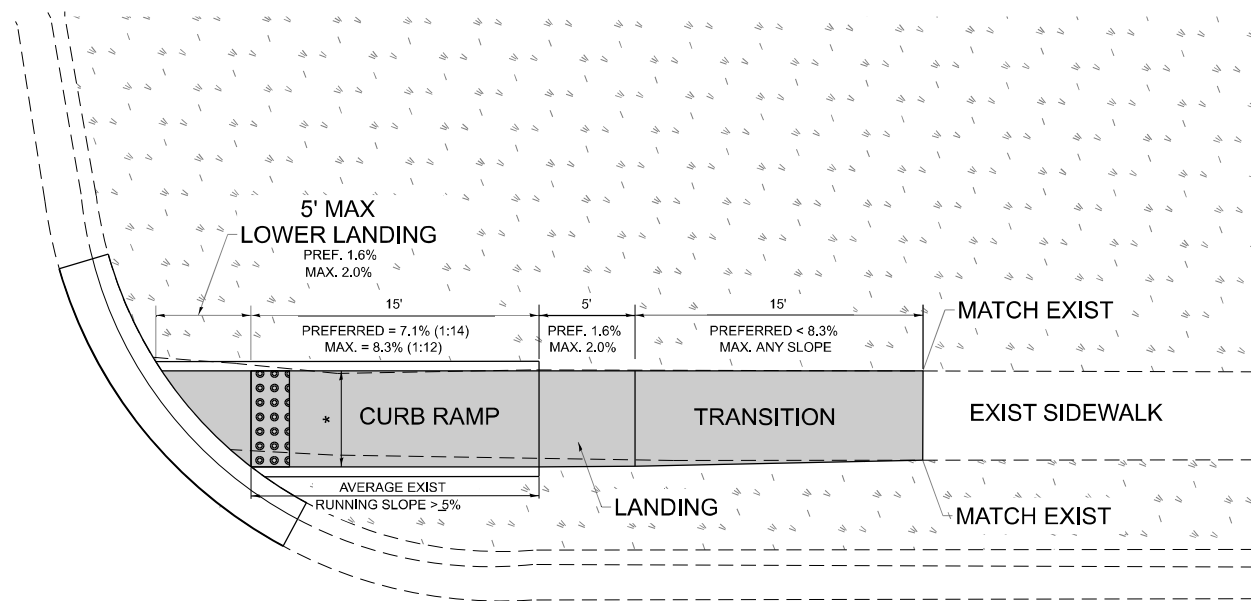 5' MAX
LOWER LANDING
PREF. 1.6%
MAX. 2.0%
15'
5'
15'
PREFERRED = 7.1% (1:14)
MAX. = 8.3% (1:12)
PREF. 1.6%
MAX. 2.0%
PREFERRED < 8.3%
MAX. ANY SLOPE
MATCH EXIST
*
CURB RAMP
TRANSITION
EXIST SIDEWALK
AVERAGE EXIST
RUNNING SLOPE > 5%
LANDING
MATCH EXIST